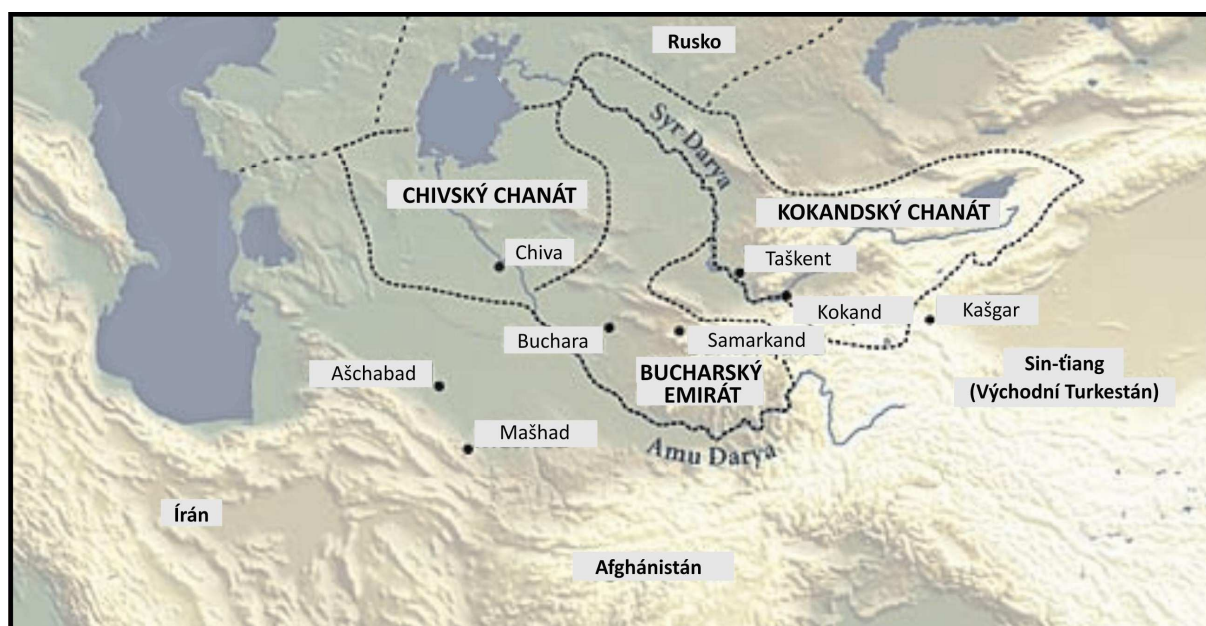 Rusko
Syr Darya
CHIVSKÝ CHANÁT
KOKANDSKÝ CHANÁT
Chiva
Taškent
Kokand
Kašgar
Buchara
Samarkand
BUCHARSKÝ
EMIRÁT
Sin-ťiang
(Východní Turkestán)
Ašchabad
Mašhad
Amu Darya
Írán
Afghánistán